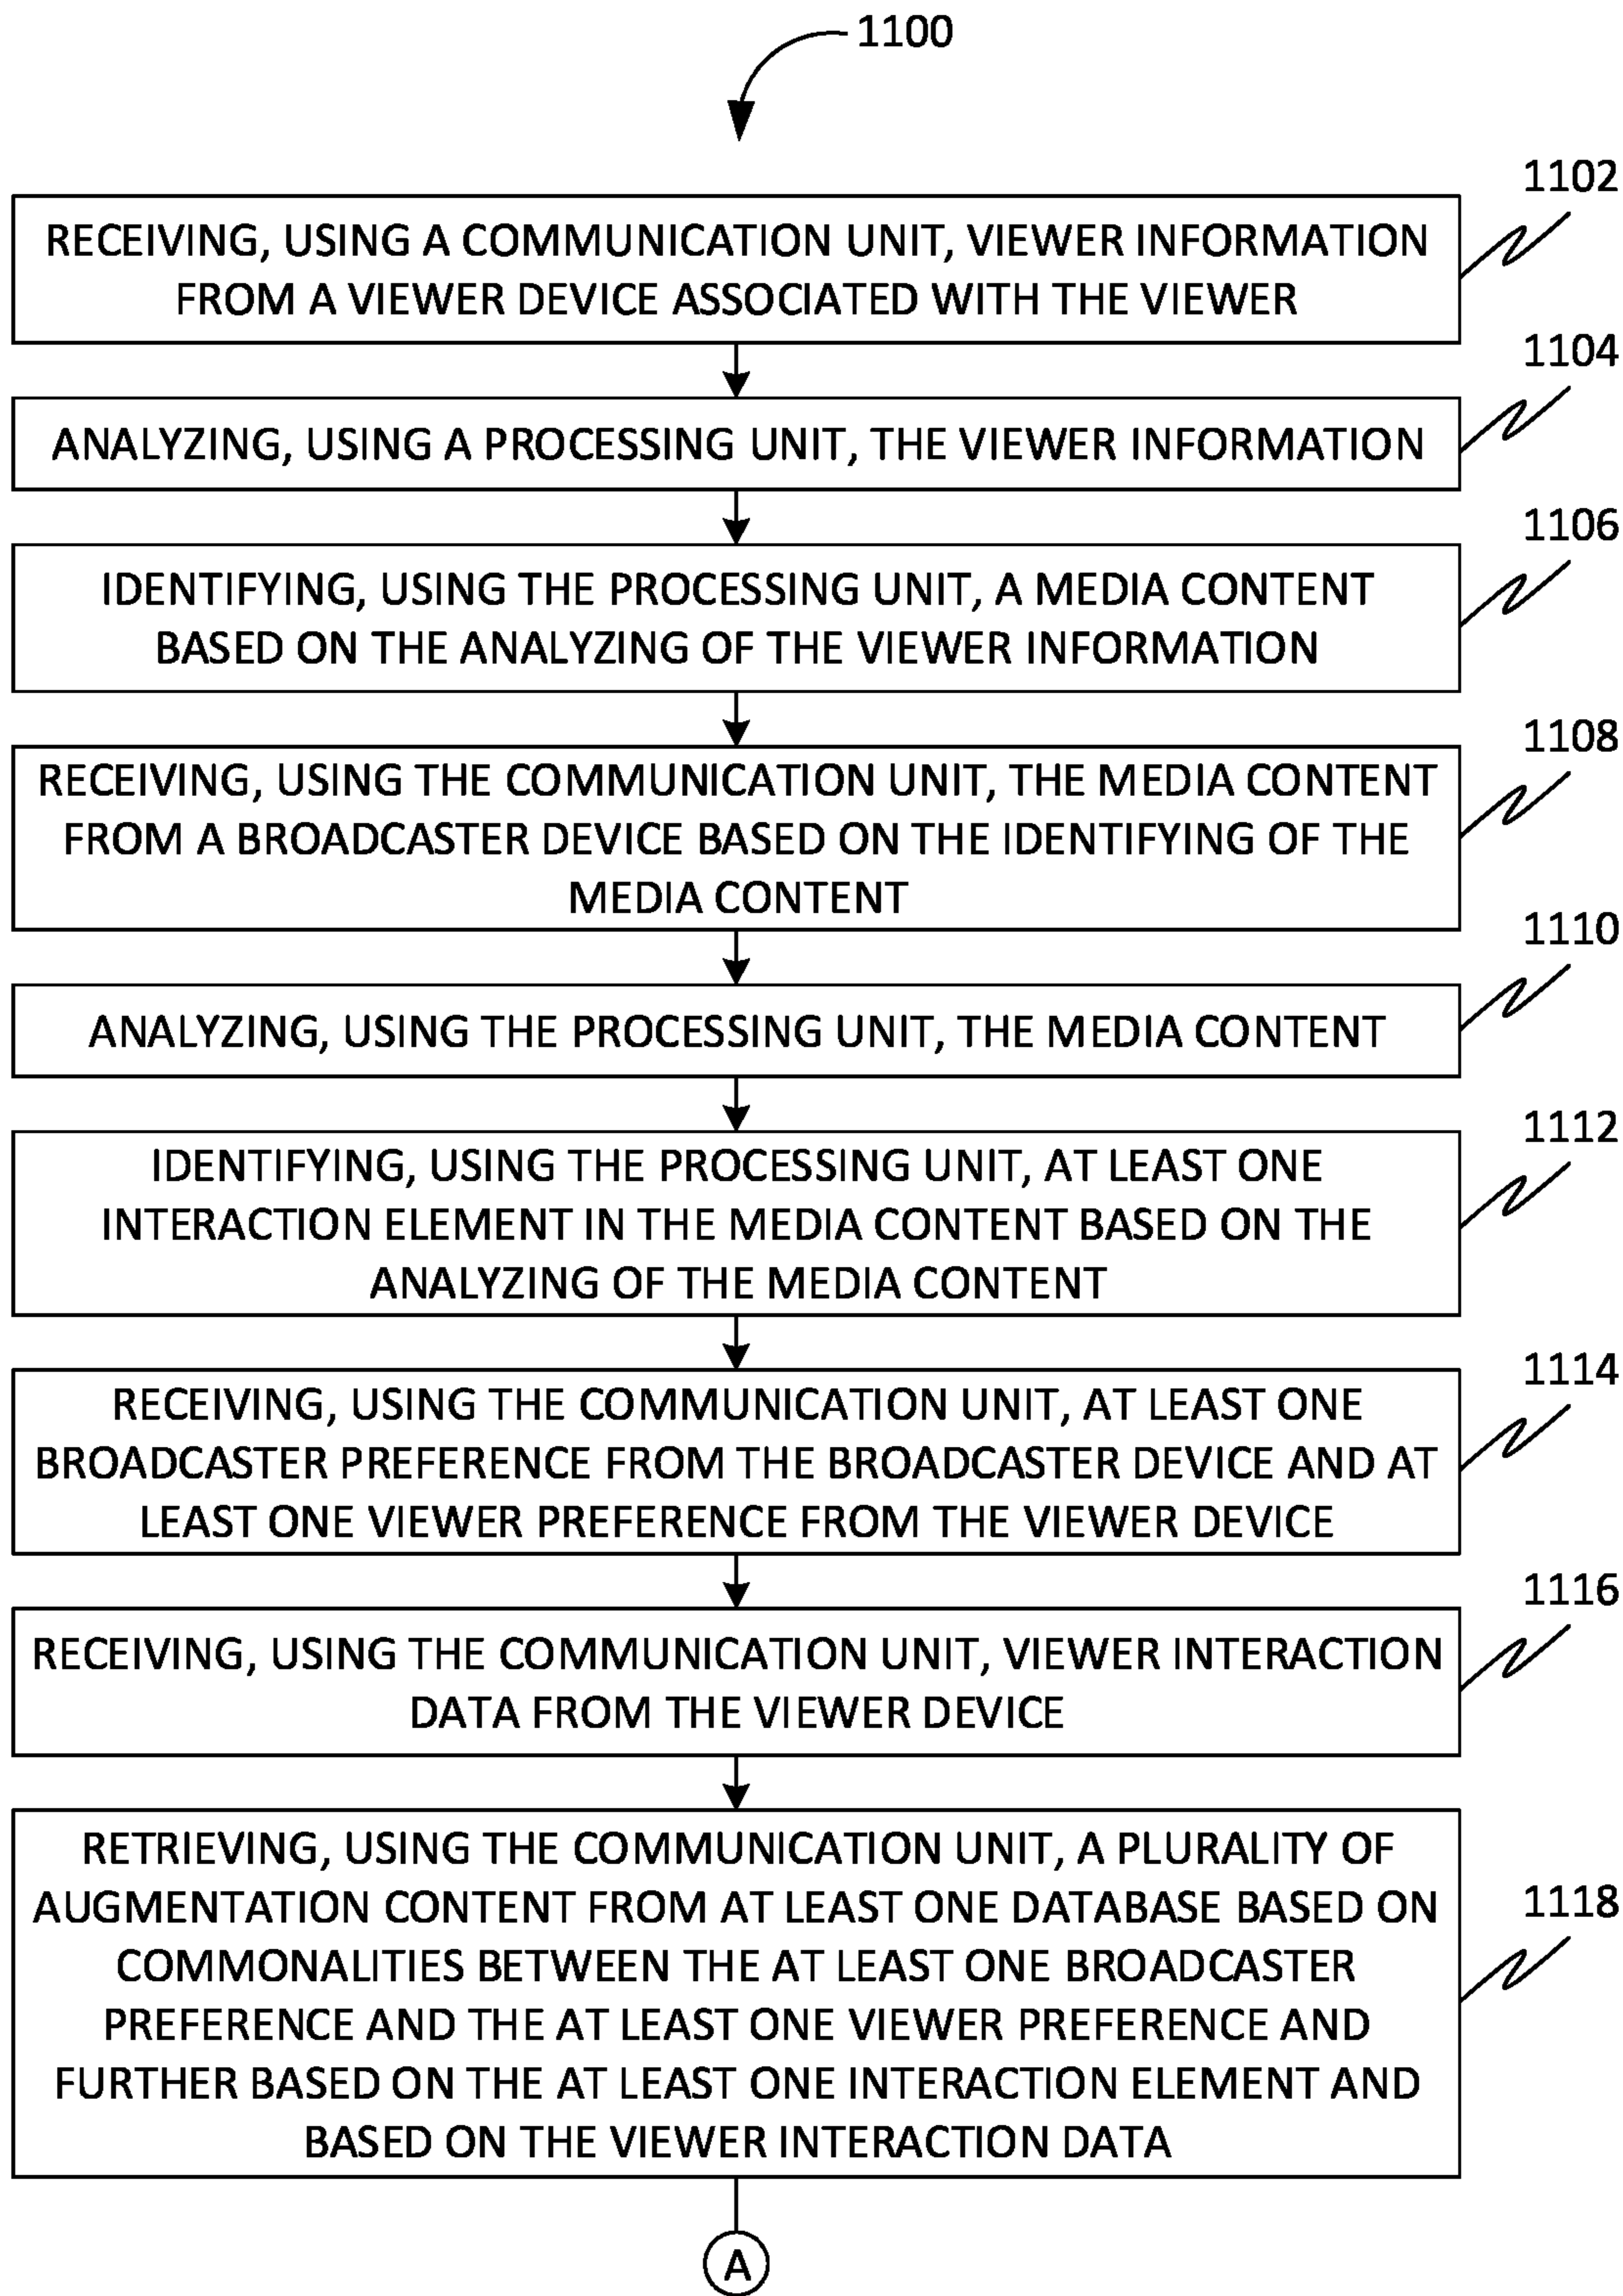 1100
1102
RECEIVING, USING A COMMUNICATION UNIT, VIEWER INFORMATION
FROM A VIEWER DEVICE ASSOCIATED WITH THE VIEWER
1104
ANALYZING, USING A PROCESSING UNIT, THE VIEWER INFORMATION
1106
IDENTIFYING, USING THE PROCESSING UNIT, A MEDIA CONTENT
BASED ON THE ANALYZING OF THE VIEWER INFORMATION
1108
RECEIVING, USING THE COMMUNICATION UNIT, THE MEDIA CONTENT
FROM A BROADCASTER DEVICE BASED ON THE IDENTIFYING OF THE
MEDIA CONTENT
1110
ANALYZING, USING THE PROCESSING UNIT, THE MEDIA CONTENT
1112
IDENTIFYING, USING THE PROCESSING UNIT, AT LEAST ONE
INTERACTION ELEMENT IN THE MEDIA CONTENT BASED ON THE
ANALYZING OF THE MEDIA CONTENT
1114
RECEIVING, USING THE COMMUNICATION UNIT, AT LEAST ONE
BROADCASTER PREFERENCE FROM THE BROADCASTER DEVICE AND AT
LEAST ONE VIEWER PREFERENCE FROM THE VIEWER DEVICE
1116
RECEIVING, USING THE COMMUNICATION UNIT, VIEWER INTERACTION
DATA FROM THE VIEWER DEVICE
1118
RETRIEVING, USING THE COMMUNICATION UNIT, A PLURALITY OF
AUGMENTATION CONTENT FROM AT LEAST ONE DATABASE BASED ON
COMMONALITIES BETWEEN THE AT LEAST ONE BROADCASTER
PREFERENCE AND THE AT LEAST ONE VIEWER PREFERENCE AND
FURTHER BASED ON THE AT LEAST ONE INTERACTION ELEMENT AND
BASED ON THE VIEWER INTERACTION DATA
A